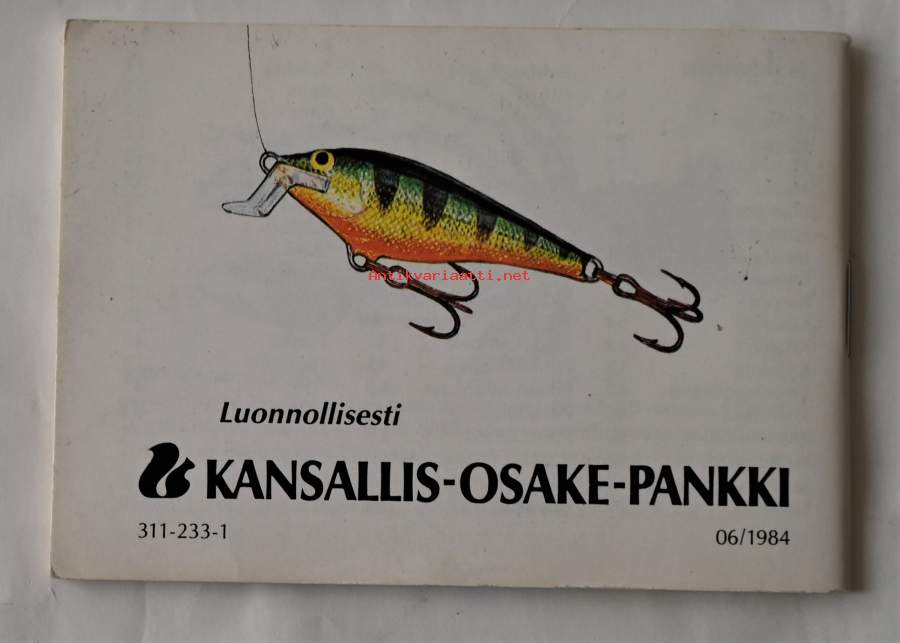 Antikvariaatti.net
Luonnollisesti
KANSALLIS-OSAKE-PANKKI
311-233-1
06/1984